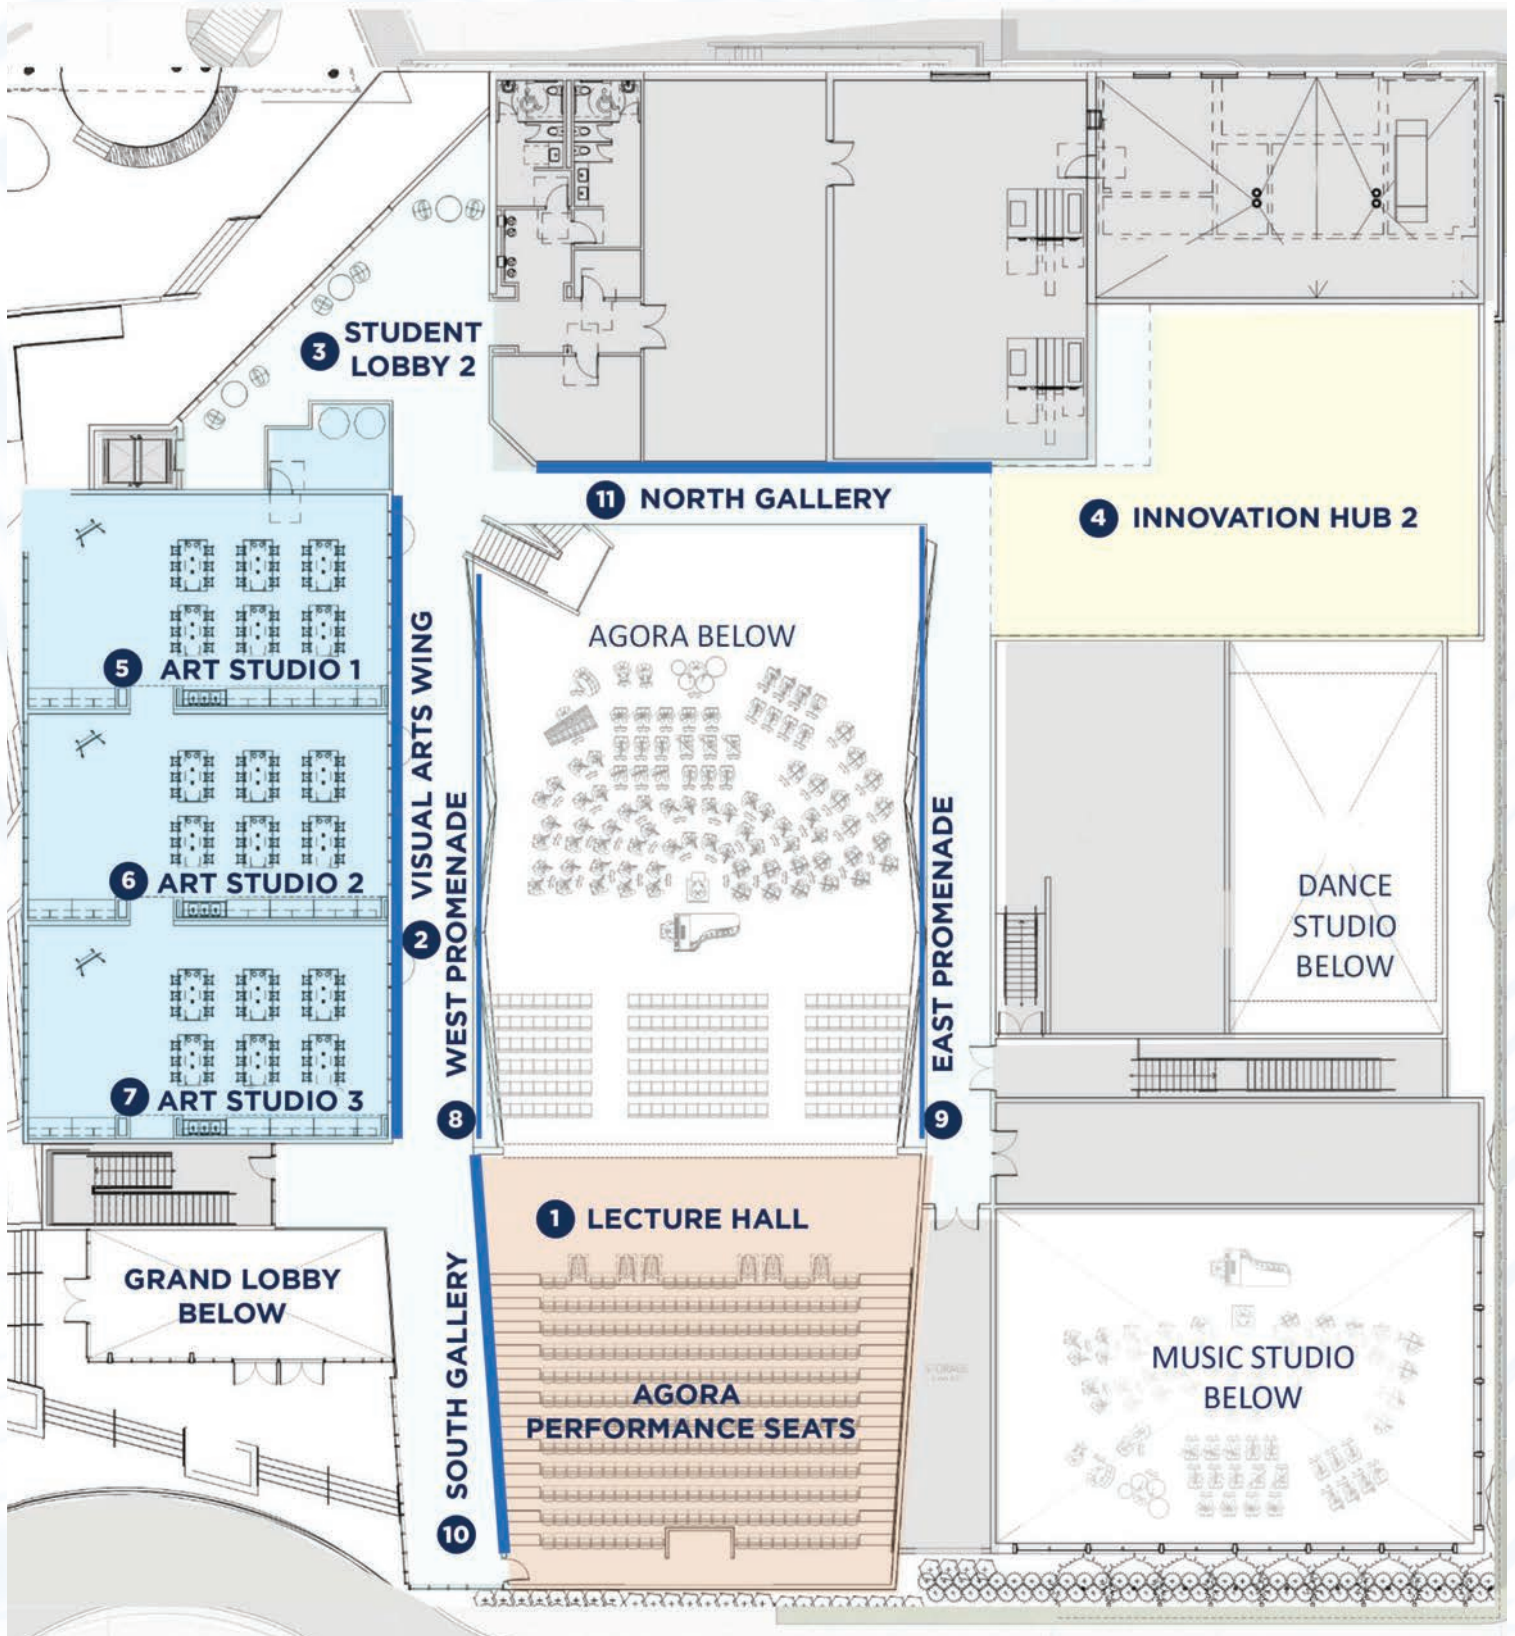 3 STUDENT
LOBBY 2
11 NORTH GALLERY
4 INNOVATION HUB 2
AGORA BELOW
5 ART STUDIO 1
6 ART STUDIO 2
7 ART STUDIO 3
2 VISUAL ARTS WING
8 WEST PROMENADE
9 EAST PROMENADE
DANCE
STUDIO
BELOW
1 LECTURE HALL
GRAND LOBBY
BELOW
10 SOUTH GALLERY
AGORA
PERFORMANCE SEATS
STORAGE
MUSIC STUDIO
BELOW